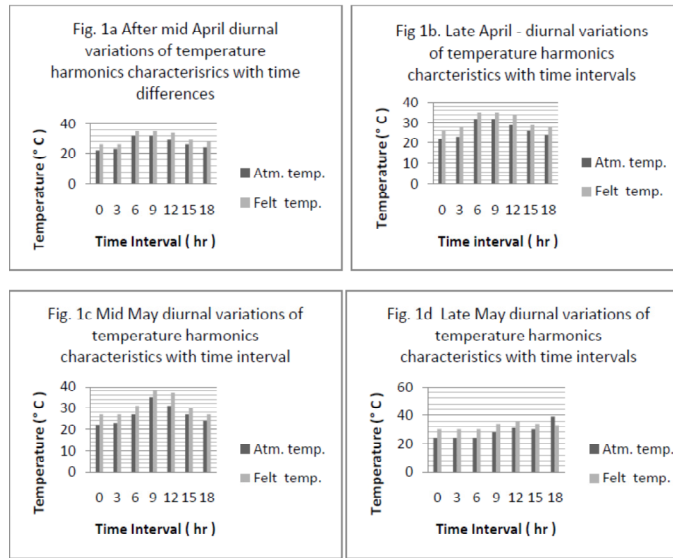 Fig. 1a After mid April diurnal
variations of temperature
harmonics characterisrics with time
differences
40
20
0
Temperature (° C)
0 3 6 9 12 15 18
Time Interval ( hr )
Atm. temp.
Felt temp.
Fig 1b. Late April - diurnal variations
of temperature harmonics
charcteristics with time intervals
40
30
20
10
0
Temperature (° C)
0 3 6 9 12 15 18
Time interval ( hr )
Atm. temp.
Felt temp.
Fig. 1c Mid May diurnal variations of
temperature harmonics
characteristics with time interval
40
30
20
10
0
Temperature (° C)
0 3 6 9 12 15 18
Time Interval ( hr )
Atm. temp.
Felt temp.
Fig. 1d Late May diurnal variations of
temperature harmonics
characteristics with time intervals
60
40
20
0
Temperature (° C)
0 3 6 9 12 15 18
Time Interval ( hr )
Atm. temp.
Felt temp.